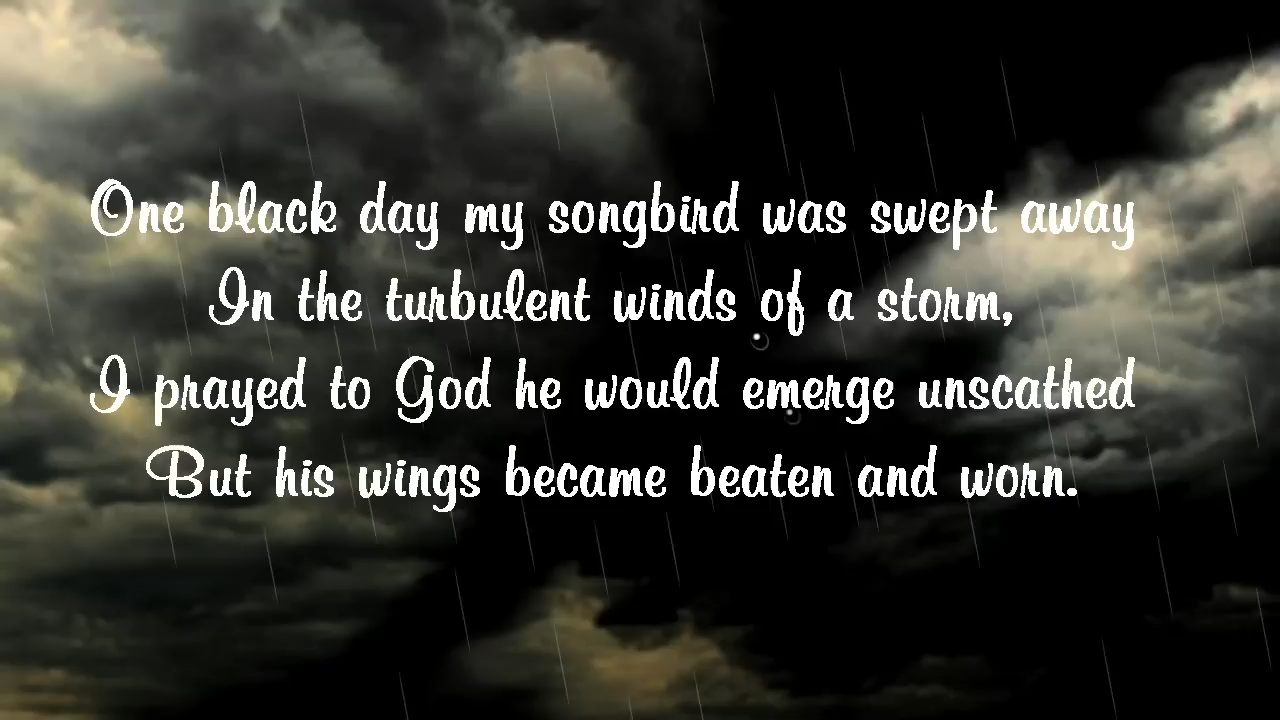 One black day my songbird was swept away
In the turbulent winds of a storm,
I prayed to God he would emerge unscathed
But his wings became beaten and worn.